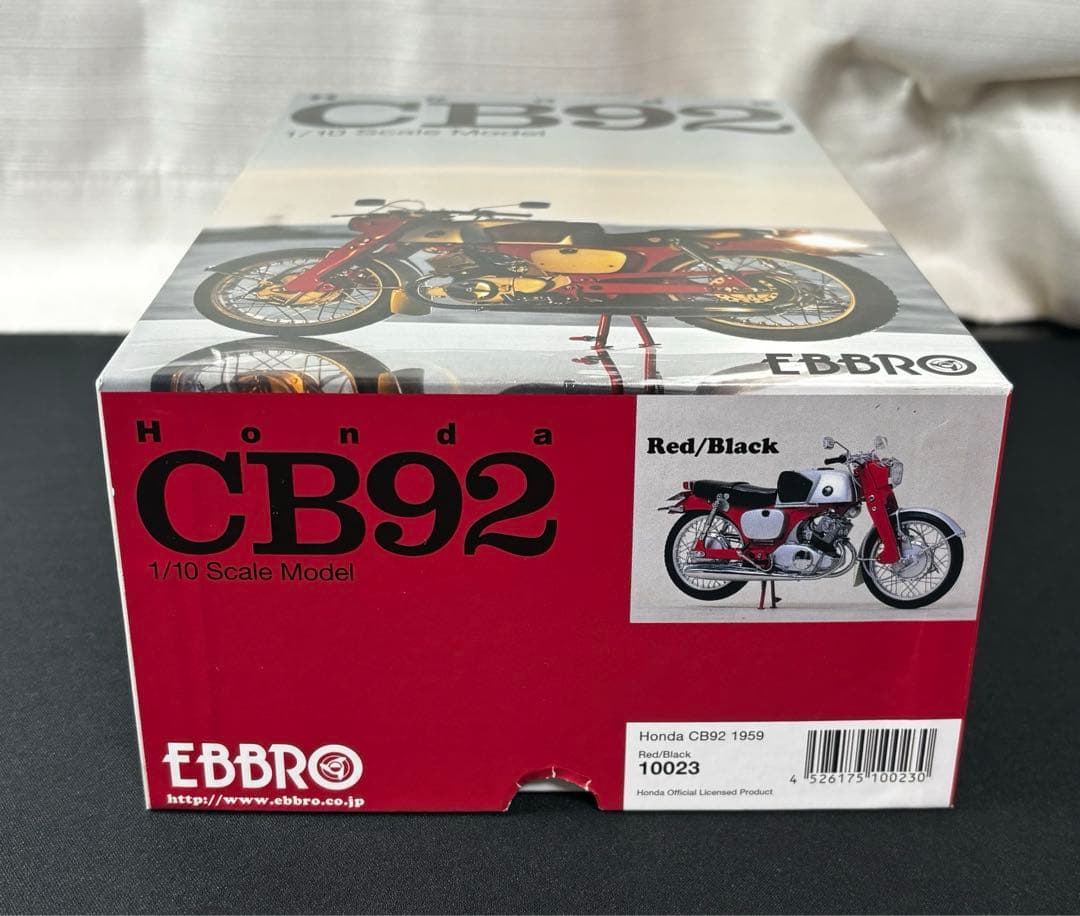 Honda
CB92
1/10 Scale Model
EBBRO
Honda
CB92
1/10 Scale Model
Red/Black
EBBRO
http://www.ebbro.co.jp
Honda CB92 1959
Red/Black
10023
Honda Official Licensed Product
4 526175 100230